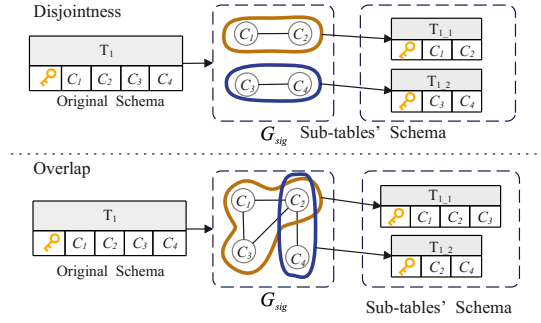 Disjointness
T1
C1 C2 C3 C4
Original Schema
C1 C2
C3 C4
Gsig
T1_1
C1 C2
T1_2
C3 C4
Sub-tables' Schema
Overlap
T1
C1 C2 C3 C4
Original Schema
C1 C2
C3 C4
Gsig
T1_1
C1 C2 C3
T1_2
C2 C4
Sub-tables' Schema